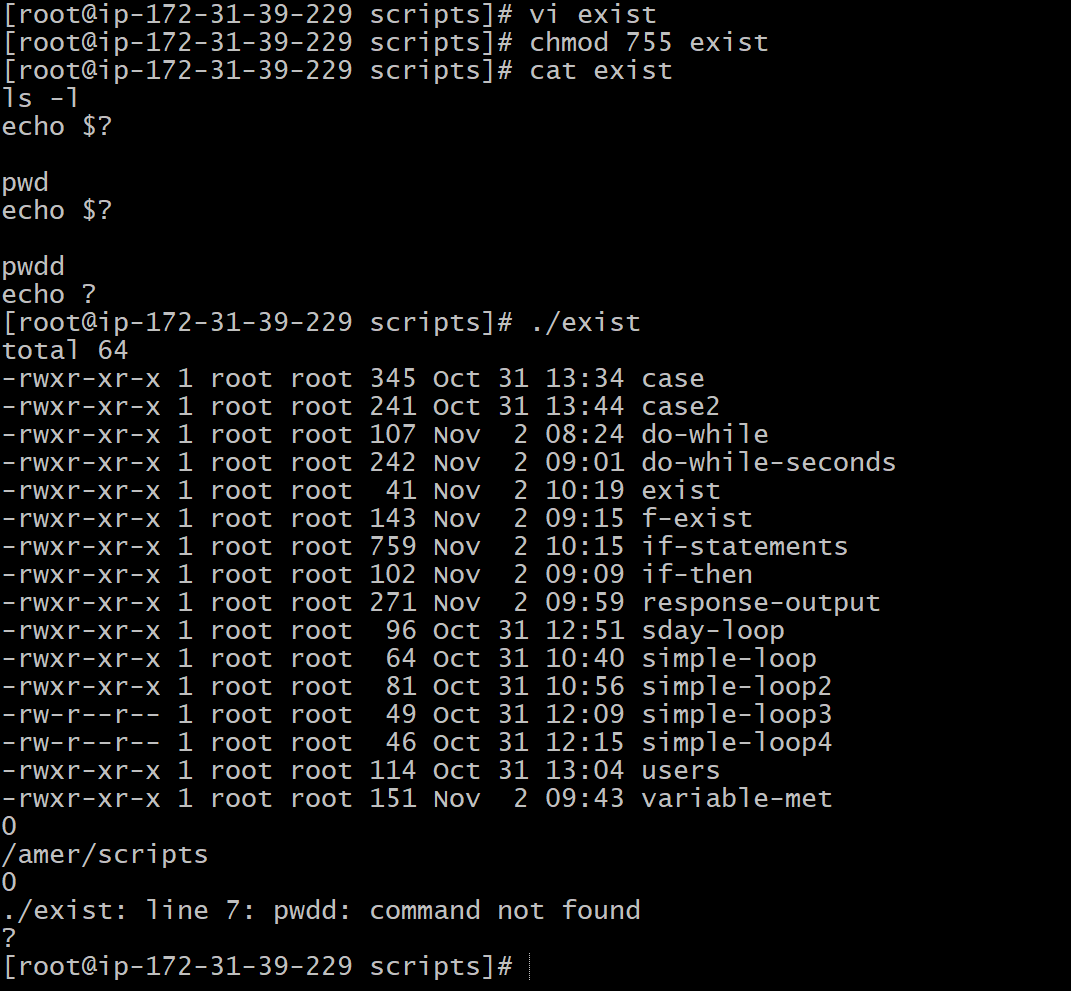 [root@ip-172-31-39-229 scripts]# vi exist
[root@ip-172-31-39-229 scripts]# chmod 755 exist
[root@ip-172-31-39-229 scripts]# cat exist
ls -l
echo $?

pwd
echo $?

pwdd
echo ?
[root@ip-172-31-39-229 scripts]# ./exist
total 64
-rwxr-xr-x 1 root root 345 Oct 31 13:34 case
-rwxr-xr-x 1 root root 241 Oct 31 13:44 case2
-rwxr-xr-x 1 root root 107 Nov  2 08:24 do-while
-rwxr-xr-x 1 root root 242 Nov  2 09:01 do-while-seconds
-rwxr-xr-x 1 root root  41 Nov  2 10:19 exist
-rwxr-xr-x 1 root root 143 Nov  2 09:15 f-exist
-rwxr-xr-x 1 root root 759 Nov  2 10:15 if-statements
-rwxr-xr-x 1 root root 102 Nov  2 09:09 if-then
-rwxr-xr-x 1 root root 271 Nov  2 09:59 response-output
-rwxr-xr-x 1 root root  96 Oct 31 12:51 sday-loop
-rwxr-xr-x 1 root root  64 Oct 31 10:40 simple-loop
-rwxr-xr-x 1 root root  81 Oct 31 10:56 simple-loop2
-rw-r--r-- 1 root root  49 Oct 31 12:09 simple-loop3
-rw-r--r-- 1 root root  46 Oct 31 12:15 simple-loop4
-rwxr-xr-x 1 root root 114 Oct 31 13:04 users
-rwxr-xr-x 1 root root 151 Nov  2 09:43 variable-met
0
/amer/scripts
0
./exist: line 7: pwdd: command not found
?
[root@ip-172-31-39-229 scripts]#